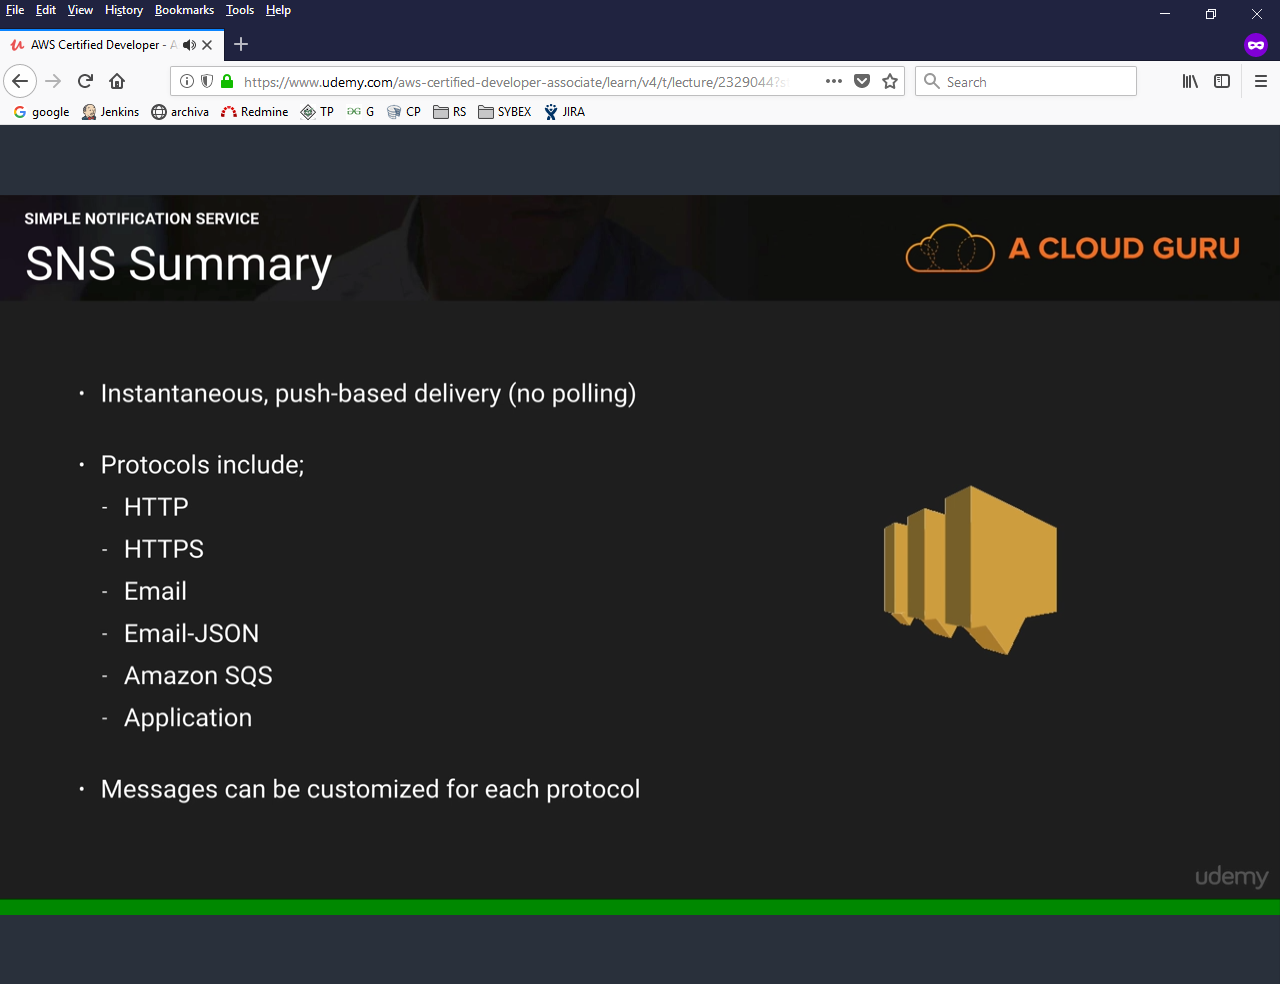 File Edit View History Bookmarks Tools Help
AWS Certified Developer - A
https://www.udemy.com/aws-certified-developer-associate/learn/v4/t/lecture/2329044?s
Search
google Jenkins archiva Redmine TP G CP RS SYBEX JIRA
SIMPLE NOTIFICATION SERVICE
SNS Summary
A CLOUD GURU
• Instantaneous, push-based delivery (no polling)
• Protocols include;
- HTTP
- HTTPS
- Email
- Email-JSON
- Amazon SQS
- Application
• Messages can be customized for each protocol
udemy